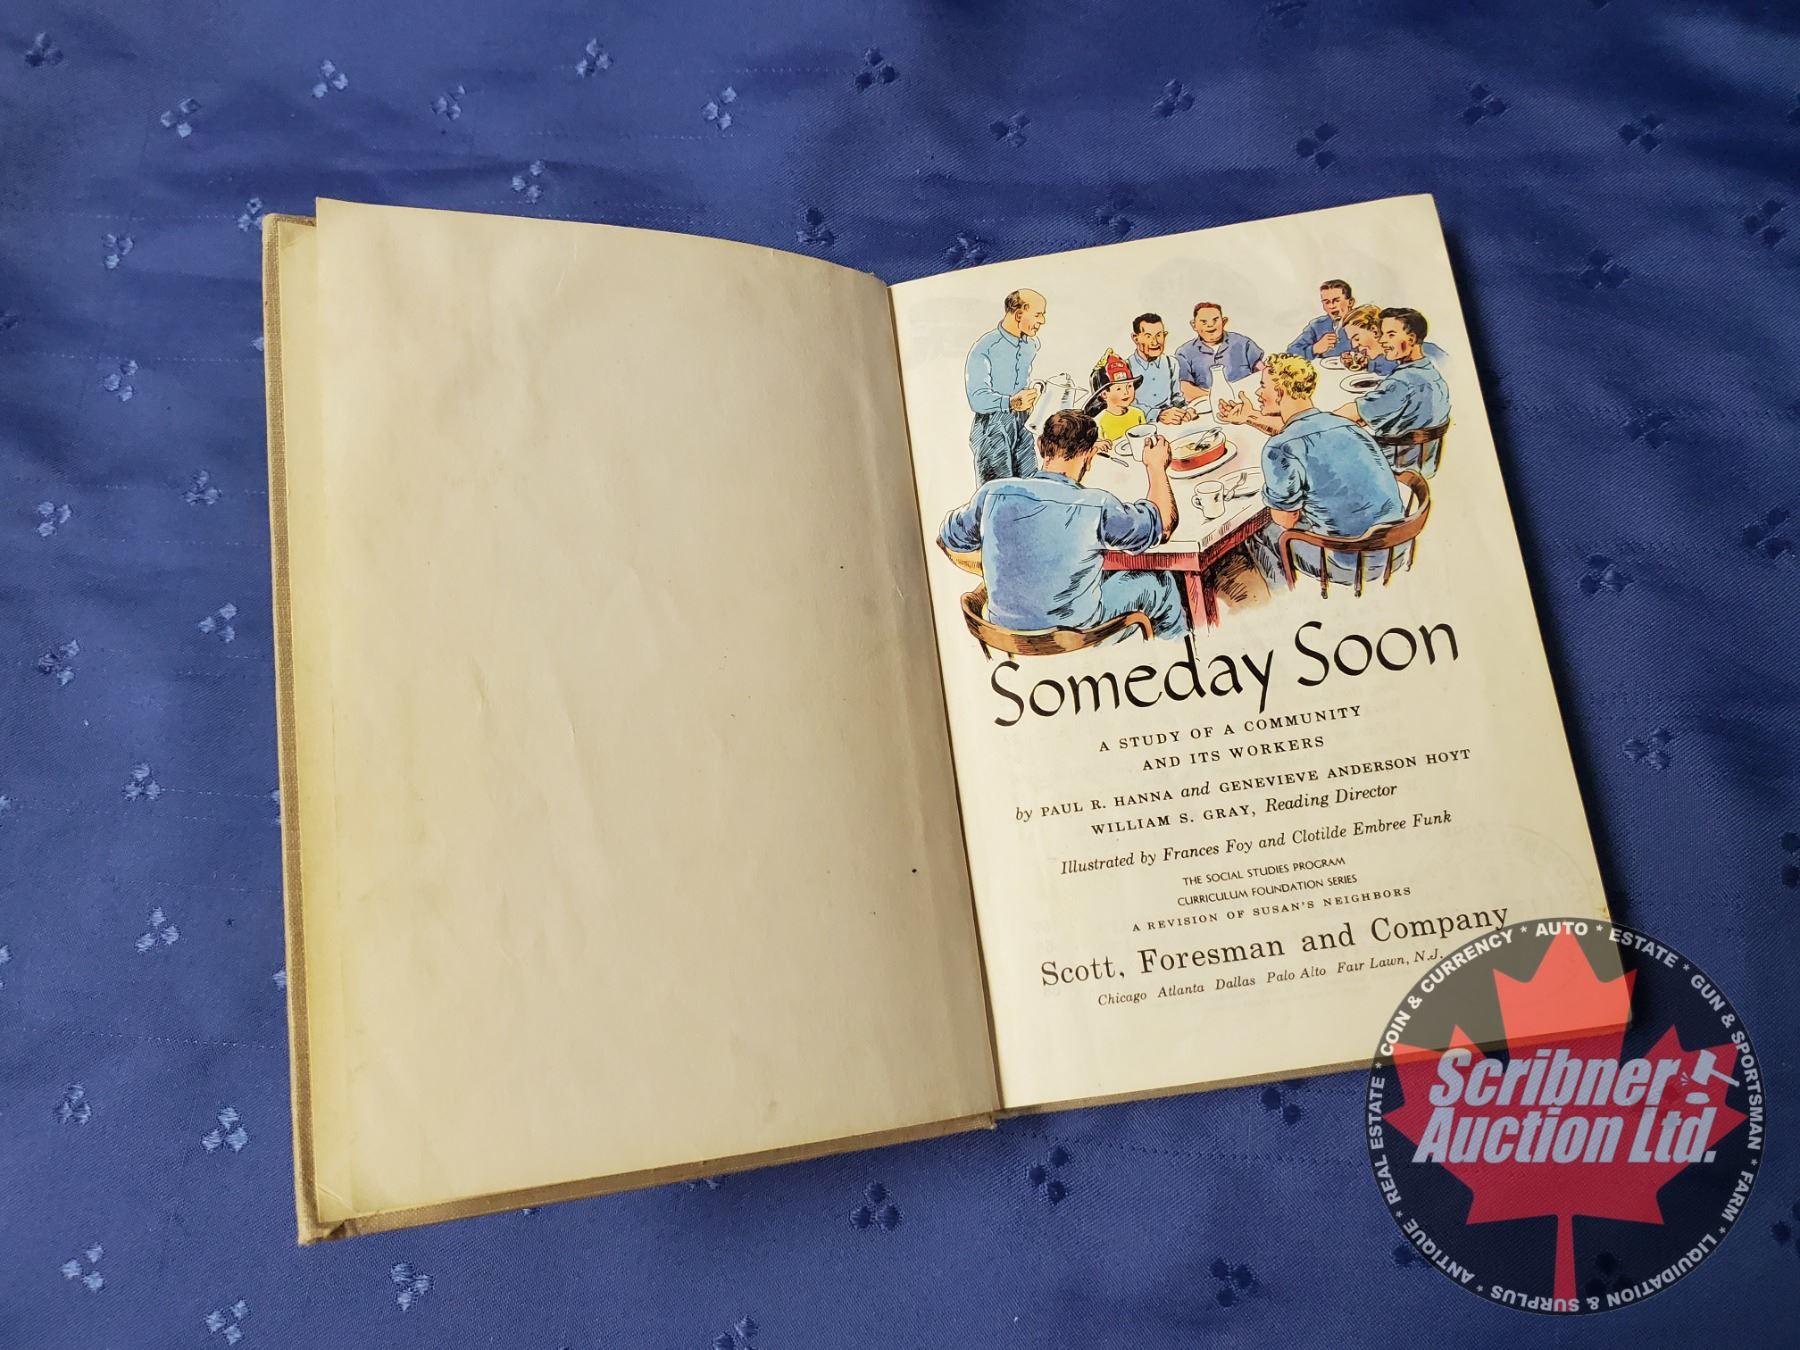 Someday Soon
A STUDY OF A COMMUNITY
AND ITS WORKERS
by PAUL R. HANNA and GENEVIEVE ANDERSON HOYT
WILLIAM S. GRAY, Reading Director
Illustrated by Frances Foy and Clotilde Embree Funk
THE SOCIAL STUDIES PROGRAM
CURRICULUM FOUNDATION SERIES
A REVISION OF SUSAN'S NEIGHBORS
Scott, Foresman and Company
Chicago Atlanta Dallas Palo Alto Fair Lawn, N.J.
COIN & CURRENCY * AUTO * ESTATE * GUN & SPORTSMAN * FARM * LIQUIDATION & SURPLUS * ANTIQUE * REAL ESTATE *
Scribner
Auction Ltd.